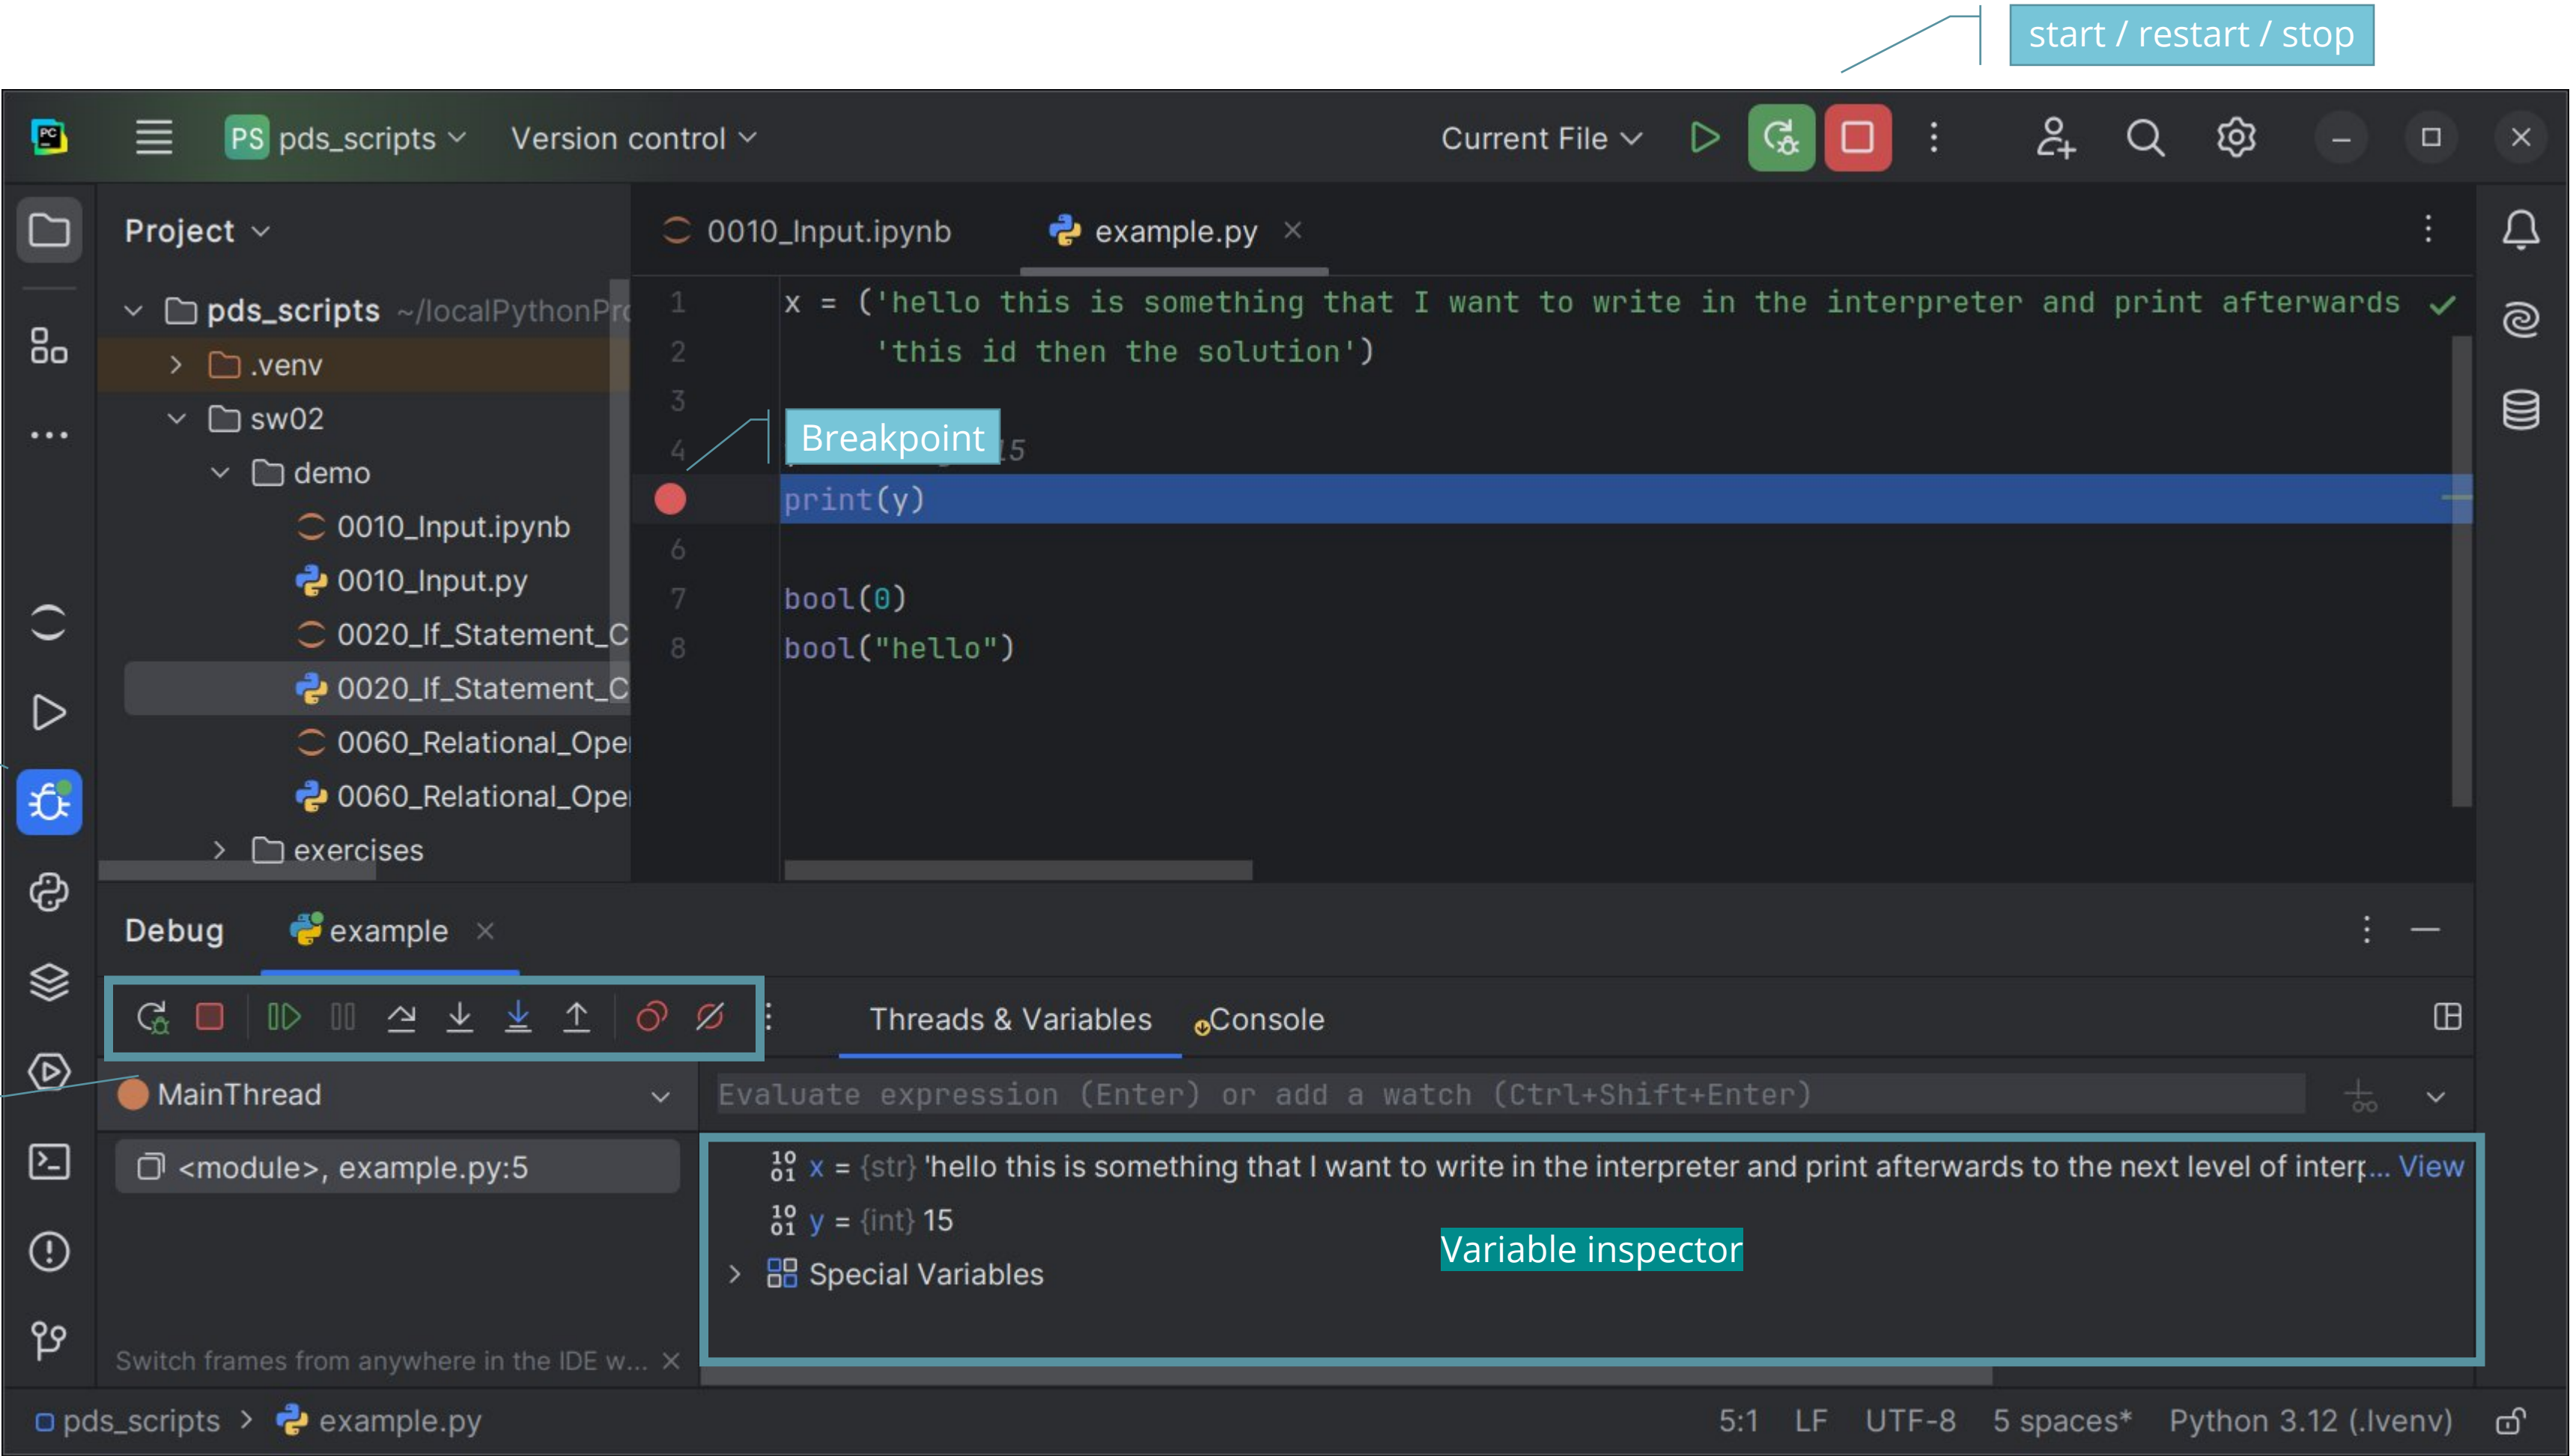 start / restart / stop
PS pds_scripts Version control Current File
Project
0010_Input.ipynb example.py
pds_scripts ~/localPythonPro
.venv
sw02
demo
0010_Input.ipynb
0010_Input.py
0020_If_Statement_C
0020_If_Statement_C
0060_Relational_Ope
0060_Relational_Ope
exercises
1 x = ('hello this is something that I want to write in the interpreter and print afterwards
2 'this id then the solution')
3
Breakpoint
4 15
print(y)
6
7 bool(0)
8 bool("hello")
Debug example
Threads & Variables Console
MainThread
Evaluate expression (Enter) or add a watch (Ctrl+Shift+Enter)
<module>, example.py:5
x = {str} 'hello this is something that I want to write in the interpreter and print afterwards to the next level of interp... View
y = {int} 15
Variable inspector
Special Variables
Switch frames from anywhere in the IDE w...
pds_scripts > example.py
5:1 LF UTF-8 5 spaces* Python 3.12 (.lvenv)